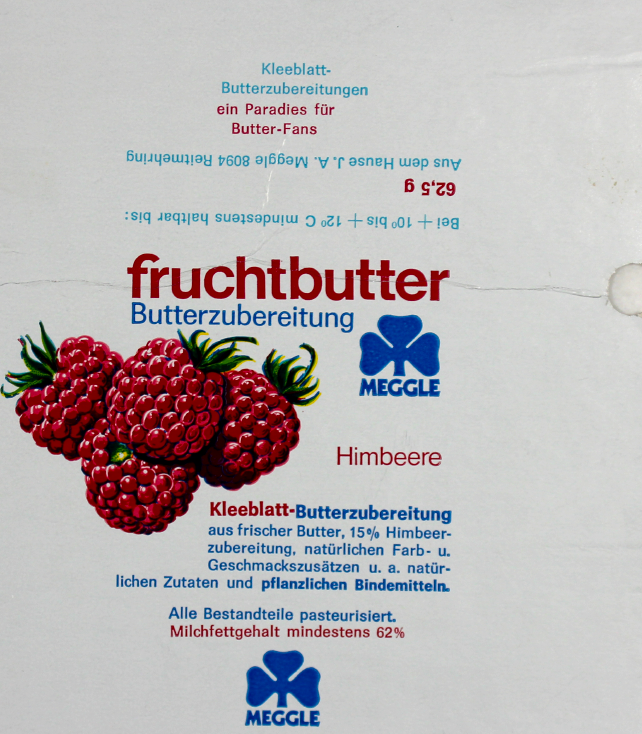 Kleeblatt-
Butterzubereitungen
ein Paradies für
Butter-Fans
Aus dem Hause J. A. Meggle 8094 Reitmehring
62,5 g
Bei + 10° bis + 12° C mindestens haltbar bis:
fruchtbutter
Butterzubereitung
MEGGLE
Himbeere
Kleeblatt-Butterzubereitung
aus frischer Butter, 15% Himbeer-
zubereitung, natürlichen Farb- u.
Geschmackszusätzen u. a. natür-
lichen Zutaten und pflanzlichen Bindemitteln.
Alle Bestandteile pasteurisiert.
Milchfettgehalt mindestens 62%
MEGGLE